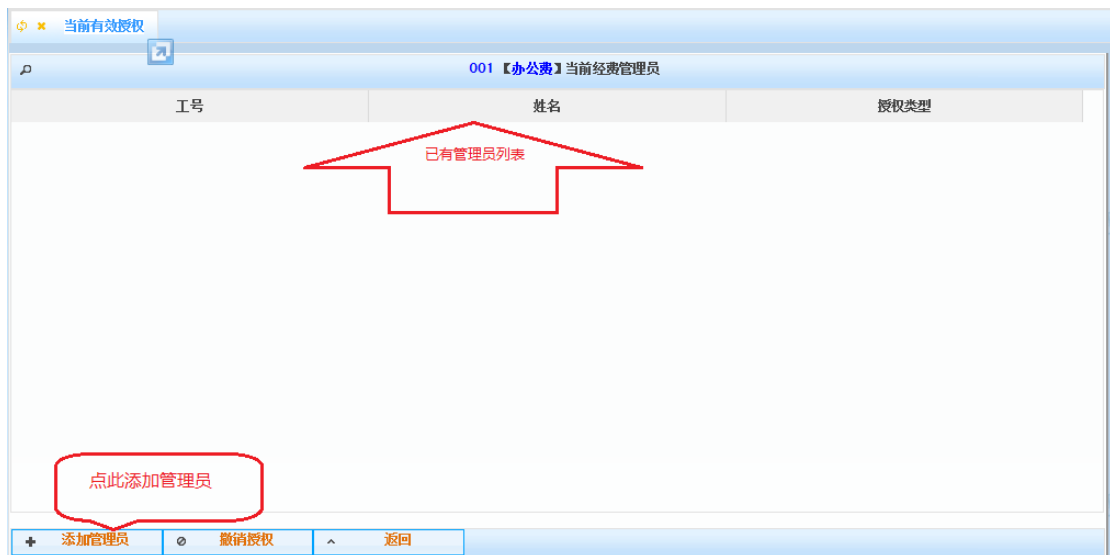 当前有效授权
001【办公费】当前经费管理员
工号 姓名 授权类型
已有管理员列表
点此添加管理员
添加管理员 撤消授权 返回